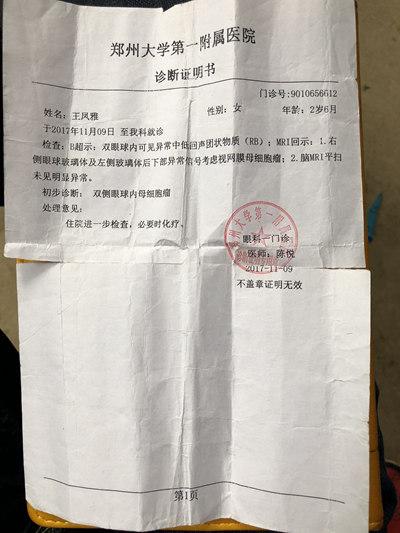 郑州大学第一附属医院
诊断证明书
门诊号:9010656612
姓名: 王凤雅 性别: 女 年龄: 2岁6月
于2017年11月09日 至我科就诊
检查: B超示: 双眼球内可见异常中低回声团状物质(RB); MRI回示: 1.右
侧眼球玻璃体及左侧玻璃体后下部异常信号考虑视网膜母细胞瘤; 2.脑MRI平扫
未见明显异常。
初步诊断: 双侧眼球内母细胞瘤
处理意见:
住院进一步检查, 必要时化疗。
眼科一门诊
医师: 陈悦
2017-11-09
不盖章证明无效
郑州大学第一附属医院
第1页